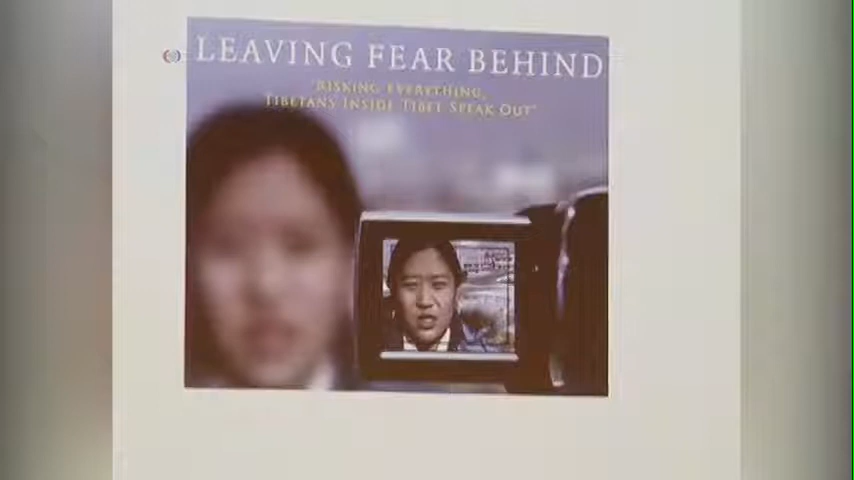 LEAVING FEAR BEHIND
"RISKING EVERYTHING,
TIBETANS INSIDE TIBET SPEAK OUT"